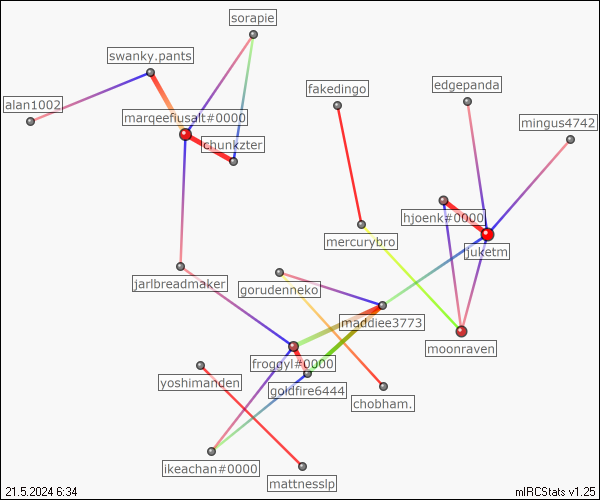 sorapie
swanky.pants
edgepanda
fakedingo
alan1002
marqeefiusalt#0000
mingus4742
chunkzter
hjoenk#0000
mercurybro
juketm
jarlbreadmaker
gorudenneko
maddiee3773
moonraven
froggyl#0000
yoshimanden
goldfire6444
chobham.
ikeachan#0000
mattnesslp
21.5.2024 6:34
mIRCStats v1.25